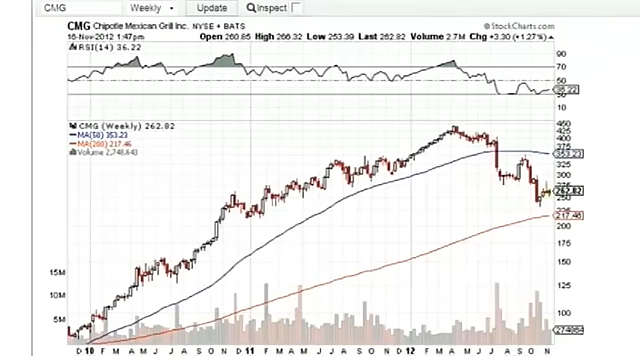 CMG Weekly Update Inspect
CMG Chipotle Mexican Grill Inc. NYSE + BATS © StockCharts.com
16-Nov-2012 1:47pm Open 260.85 High 266.32 Low 253.39 Last 262.82 Volume 2.7M Chg +3.30 (+1.27%)
RSI(14) 36.22
90
70
50
36.22
30
10
CMG (Weekly) 262.82
MA(50) 353.23
MA(200) 217.46
Volume 2,748,643
450
425
400
375
353.23
325
300
275
262.82
250
225
217.46
200
175
150
125
100
15M
10M
5M
D 10 F M A M J J A S O N D 11 F M A M J J A S O N D 12 F M A M J J A S O N